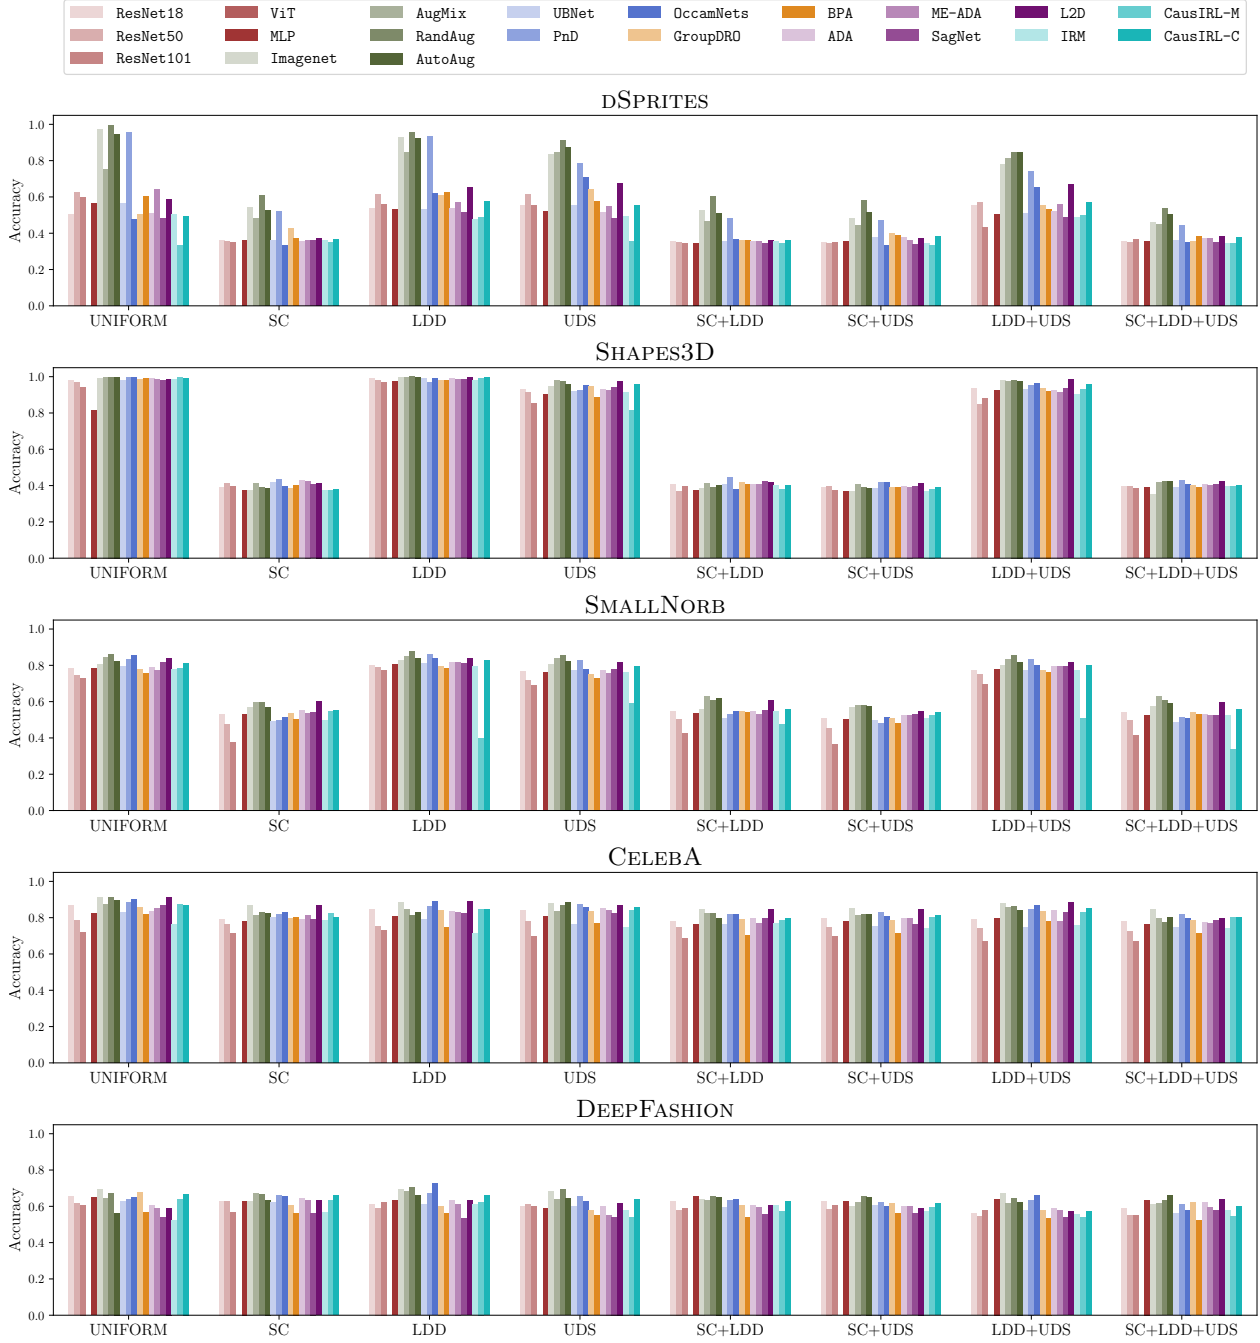 ResNet18 ViT AugMix UBNet OccamNets BPA ME-ADA L2D CausIRL-M
ResNet50 MLP RandAug PnD GroupDRO ADA SagNet IRM CausIRL-C
ResNet101 Imagenet AutoAug
DSPRITES
Accuracy
1.0
0.8
0.6
0.4
0.2
0.0
UNIFORM SC LDD UDS SC+LDD SC+UDS LDD+UDS SC+LDD+UDS
SHAPES3D
Accuracy
1.0
0.8
0.6
0.4
0.2
0.0
UNIFORM SC LDD UDS SC+LDD SC+UDS LDD+UDS SC+LDD+UDS
SMALLNORB
Accuracy
1.0
0.8
0.6
0.4
0.2
0.0
UNIFORM SC LDD UDS SC+LDD SC+UDS LDD+UDS SC+LDD+UDS
CELEBA
Accuracy
1.0
0.8
0.6
0.4
0.2
0.0
UNIFORM SC LDD UDS SC+LDD SC+UDS LDD+UDS SC+LDD+UDS
DEEPFASHION
Accuracy
1.0
0.8
0.6
0.4
0.2
0.0
UNIFORM SC LDD UDS SC+LDD SC+UDS LDD+UDS SC+LDD+UDS